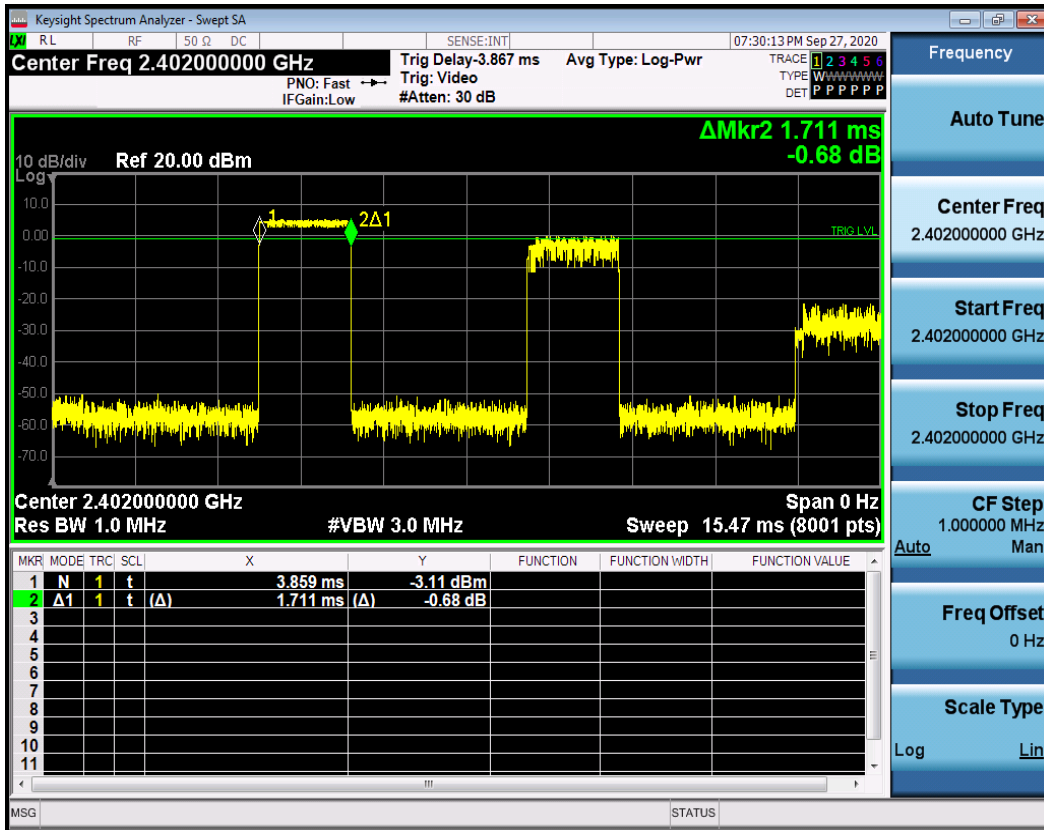 Keysight Spectrum Analyzer - Swept SA
LXI RL RF 50 Ω DC SENSE:INT 07:30:13 PM Sep 27, 2020
Center Freq 2.402000000 GHz
PNO: Fast
IFGain:Low
Trig Delay-3.867 ms
Trig: Video
#Atten: 30 dB
Avg Type: Log-Pwr
TRACE 1 2 3 4 5 6
TYPE WWWWWW
DET P P P P P P
ΔMkr2 1.711 ms
-0.68 dB
10 dB/div Ref 20.00 dBm
Log
10.0
0.00
-10.0
-20.0
-30.0
-40.0
-50.0
-60.0
-70.0
1
2Δ1
TRIG LVL
Center 2.402000000 GHz Span 0 Hz
Res BW 1.0 MHz #VBW 3.0 MHz Sweep 15.47 ms (8001 pts)
MKR MODE TRC SCL X Y FUNCTION FUNCTION WIDTH FUNCTION VALUE
1 N 1 t 3.859 ms -3.11 dBm
2 Δ1 1 t (Δ) 1.711 ms (Δ) -0.68 dB
3
4
5
6
7
8
9
10
11
MSG STATUS
Frequency
Auto Tune
Center Freq
2.402000000 GHz
Start Freq
2.402000000 GHz
Stop Freq
2.402000000 GHz
CF Step
1.000000 MHz
Auto Man
Freq Offset
0 Hz
Scale Type
Log Lin